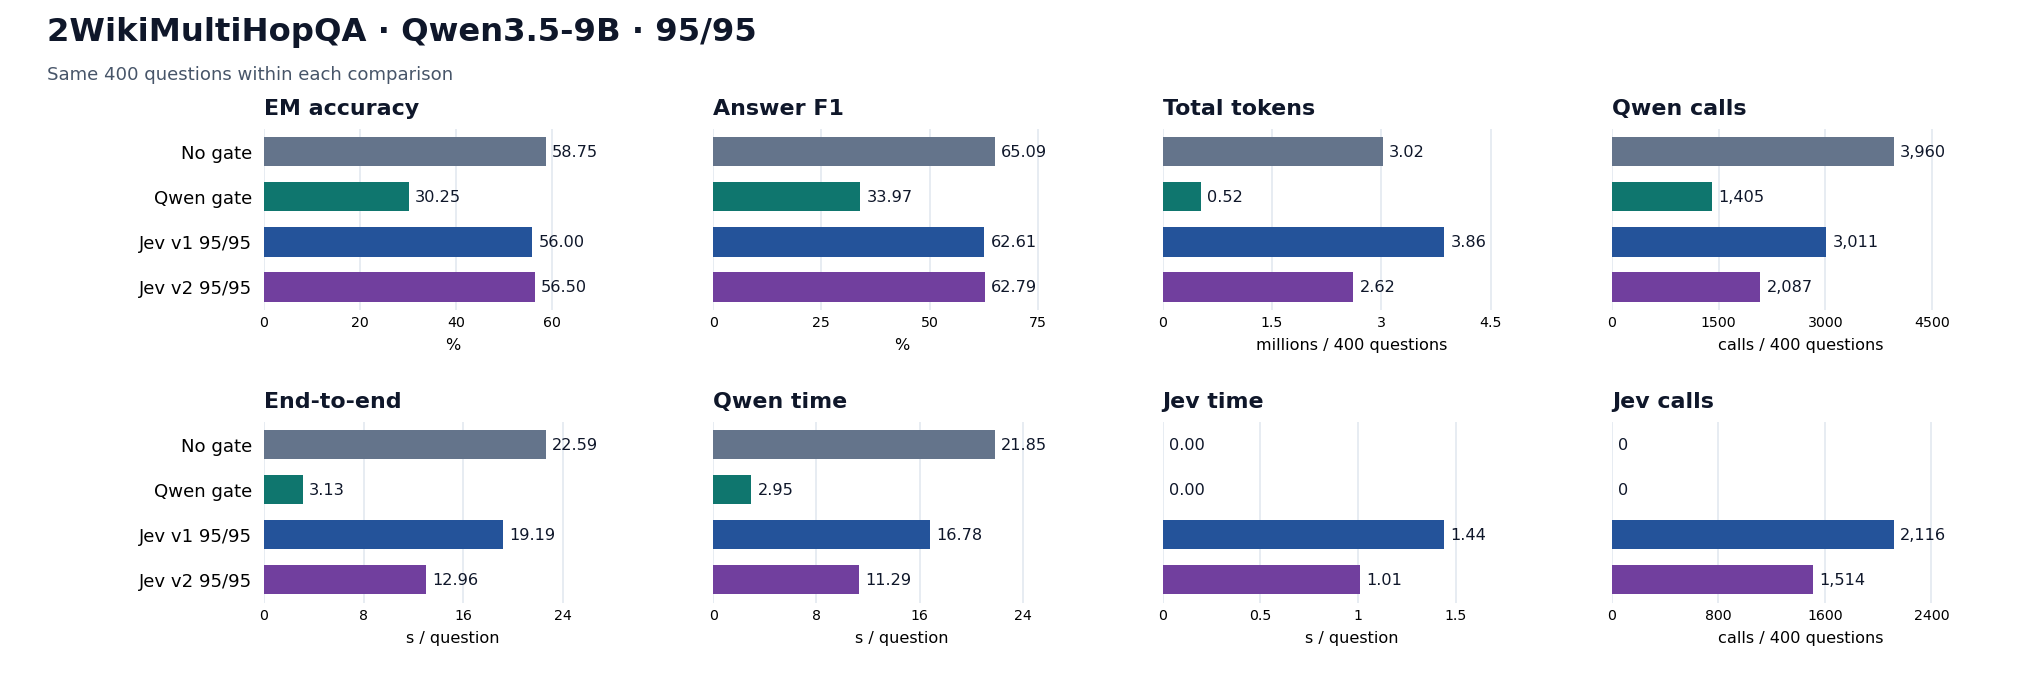 2WikiMultiHopQA · Qwen3.5-9B · 95/95
Same 400 questions within each comparison
EM accuracy
No gate 58.75
Qwen gate 30.25
Jev v1 95/95 56.00
Jev v2 95/95 56.50
0 20 40 60
%
Answer F1
65.09
33.97
62.61
62.79
0 25 50 75
%
Total tokens
3.02
0.52
3.86
2.62
0 1.5 3 4.5
millions / 400 questions
Qwen calls
3,960
1,405
3,011
2,087
0 1500 3000 4500
calls / 400 questions
End-to-end
No gate 22.59
Qwen gate 3.13
Jev v1 95/95 19.19
Jev v2 95/95 12.96
0 8 16 24
s / question
Qwen time
21.85
2.95
16.78
11.29
0 8 16 24
s / question
Jev time
0.00
0.00
1.44
1.01
0 0.5 1 1.5
s / question
Jev calls
0
0
2,116
1,514
0 800 1600 2400
calls / 400 questions